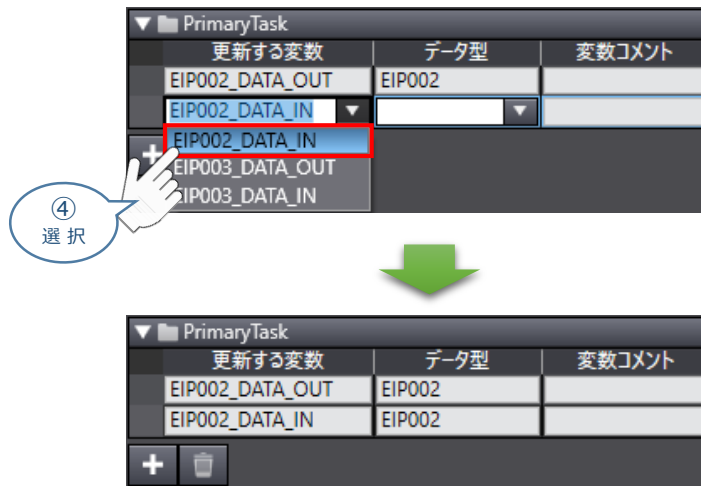 PrimaryTask
更新する変数 データ型 変数コメント
EIP002_DATA_OUT EIP002
EIP002_DATA_IN
EIP002_DATA_IN
EIP003_DATA_OUT
EIP003_DATA_IN
④
選 択
PrimaryTask
更新する変数 データ型 変数コメント
EIP002_DATA_OUT EIP002
EIP002_DATA_IN EIP002